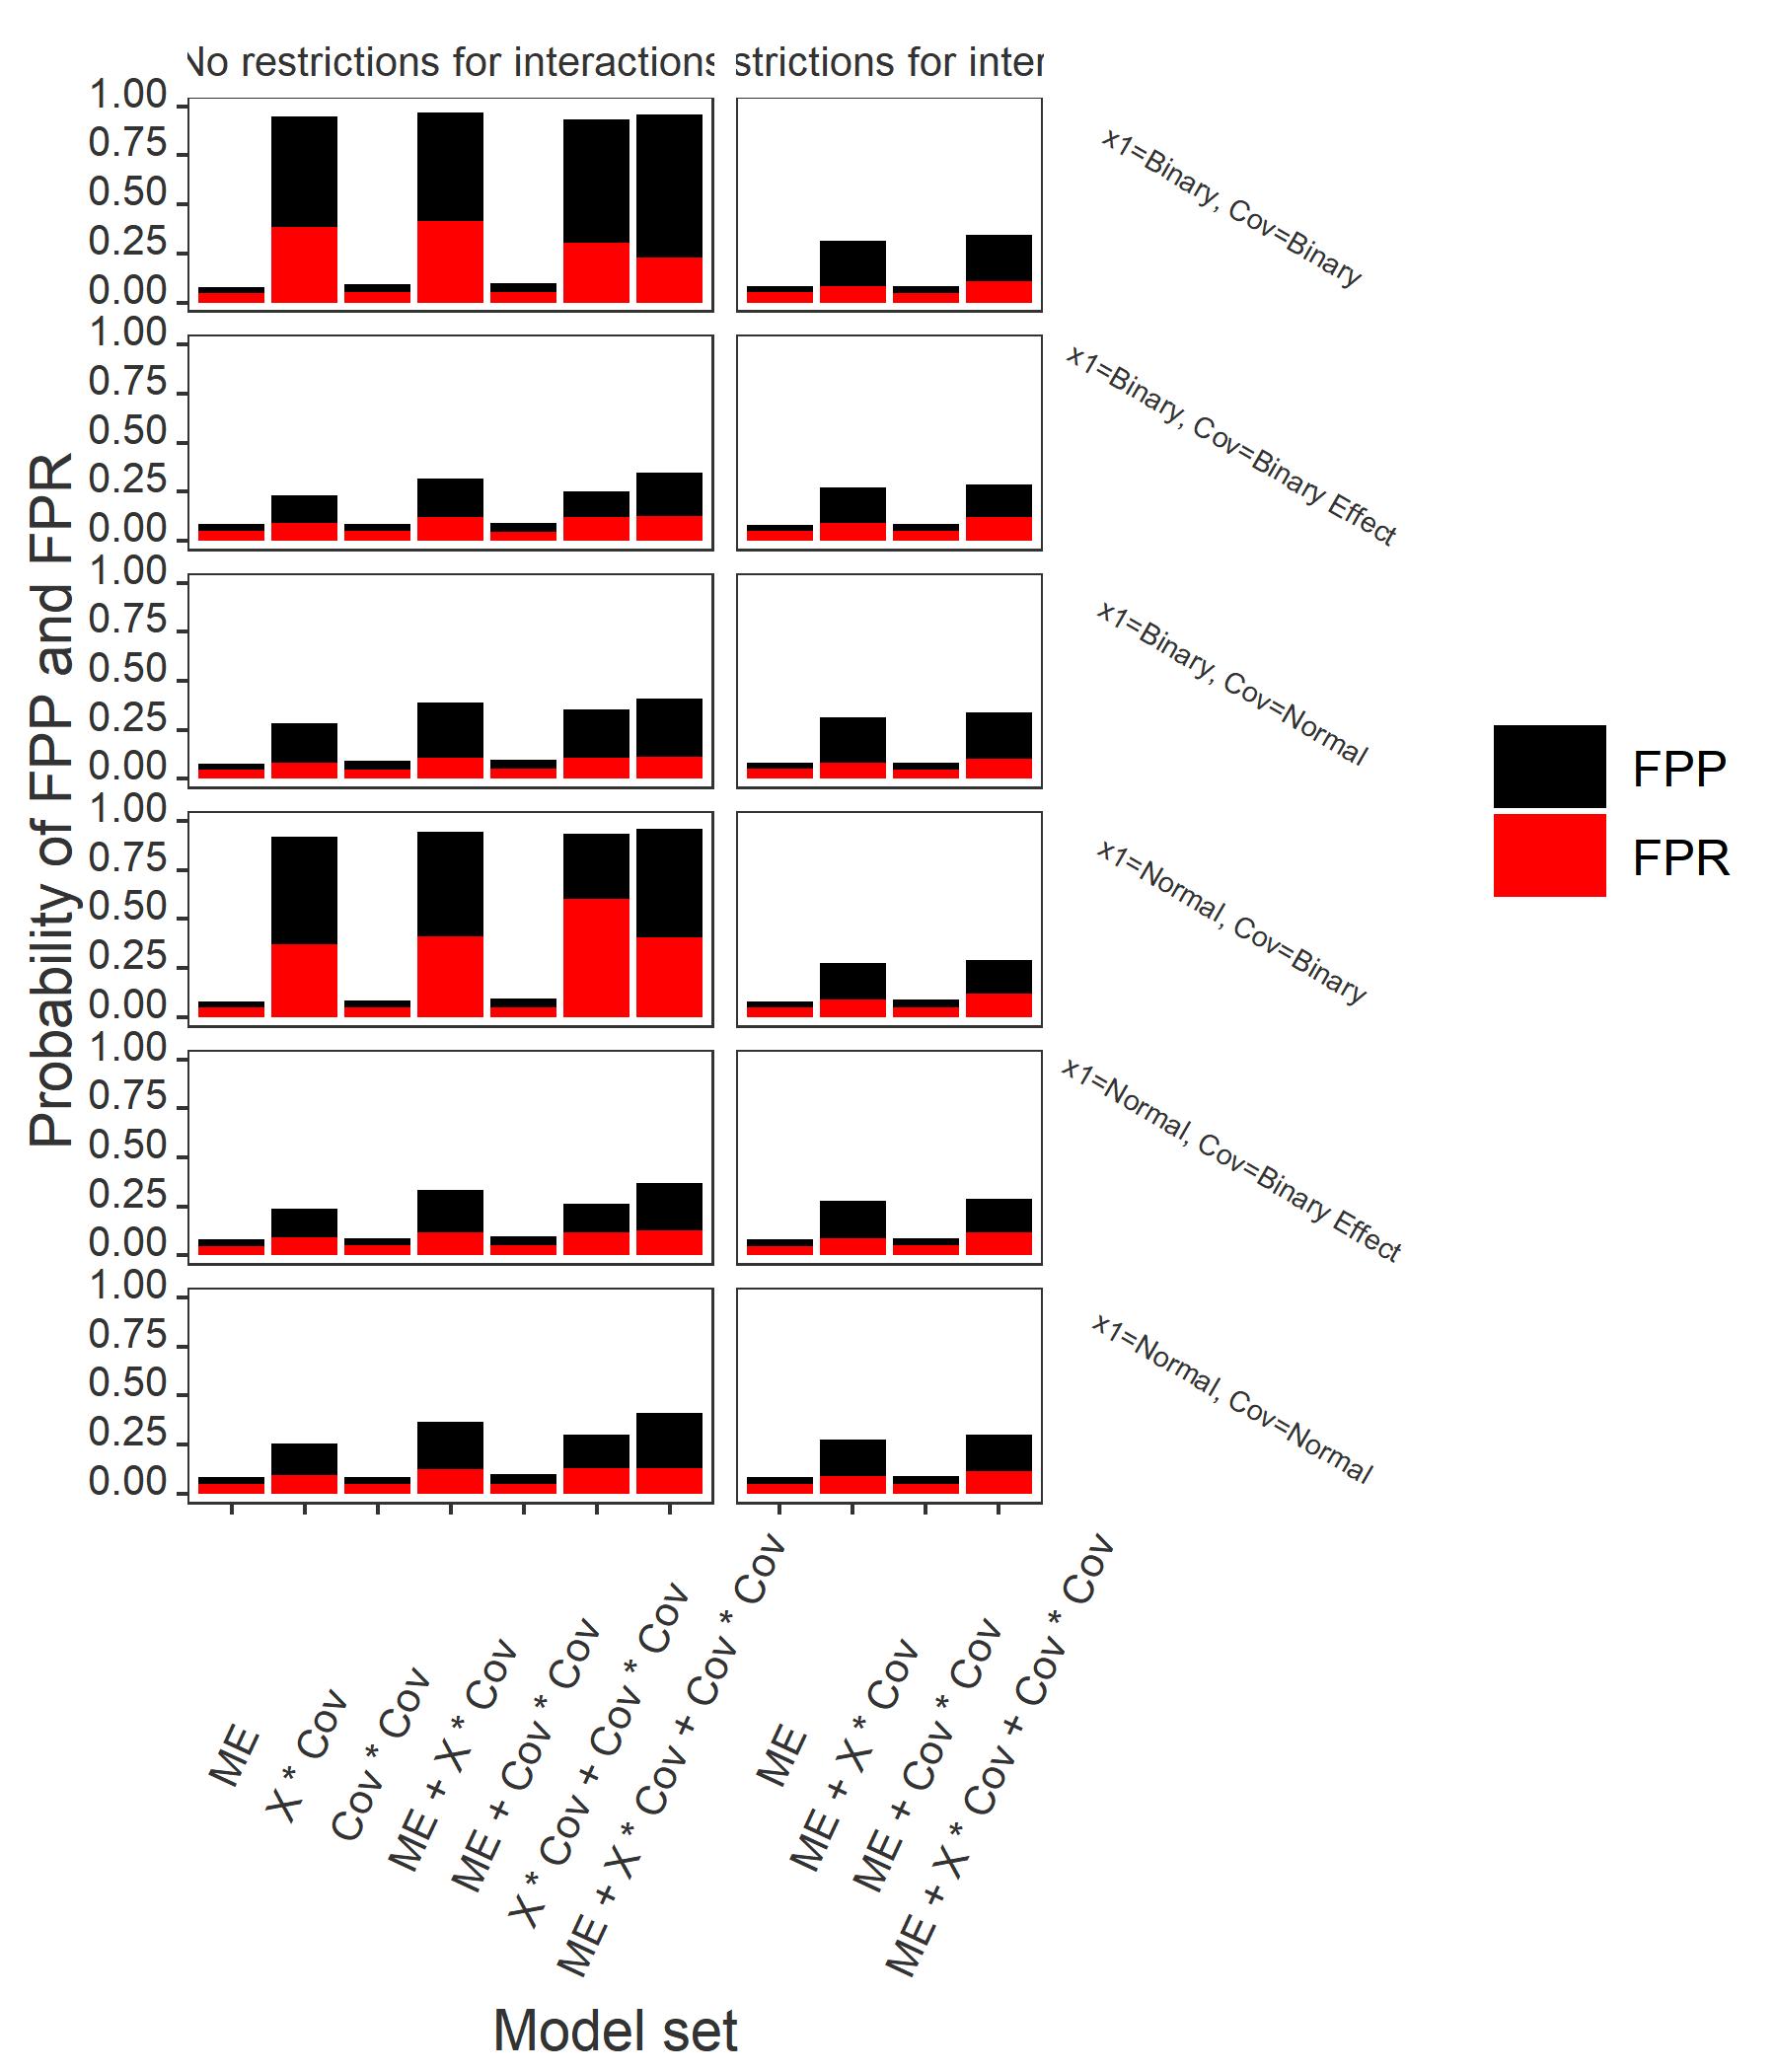 No restrictions for interactions
strictions for inter
Probability of FPP and FPR
1.00
0.75
0.50
0.25
0.00
x1=Binary, Cov=Binary
1.00
0.75
0.50
0.25
0.00
x1=Binary, Cov=Binary Effect
1.00
0.75
0.50
0.25
0.00
x1=Binary, Cov=Normal
1.00
0.75
0.50
0.25
0.00
x1=Normal, Cov=Binary
1.00
0.75
0.50
0.25
0.00
x1=Normal, Cov=Binary Effect
1.00
0.75
0.50
0.25
0.00
x1=Normal, Cov=Normal
FPP
FPR
ME
X * Cov
Cov * Cov
ME + X * Cov
ME + Cov * Cov
X * Cov + Cov * Cov
ME + X * Cov + Cov * Cov
ME
ME + X * Cov
ME + Cov * Cov
ME + X * Cov + Cov * Cov
Model set